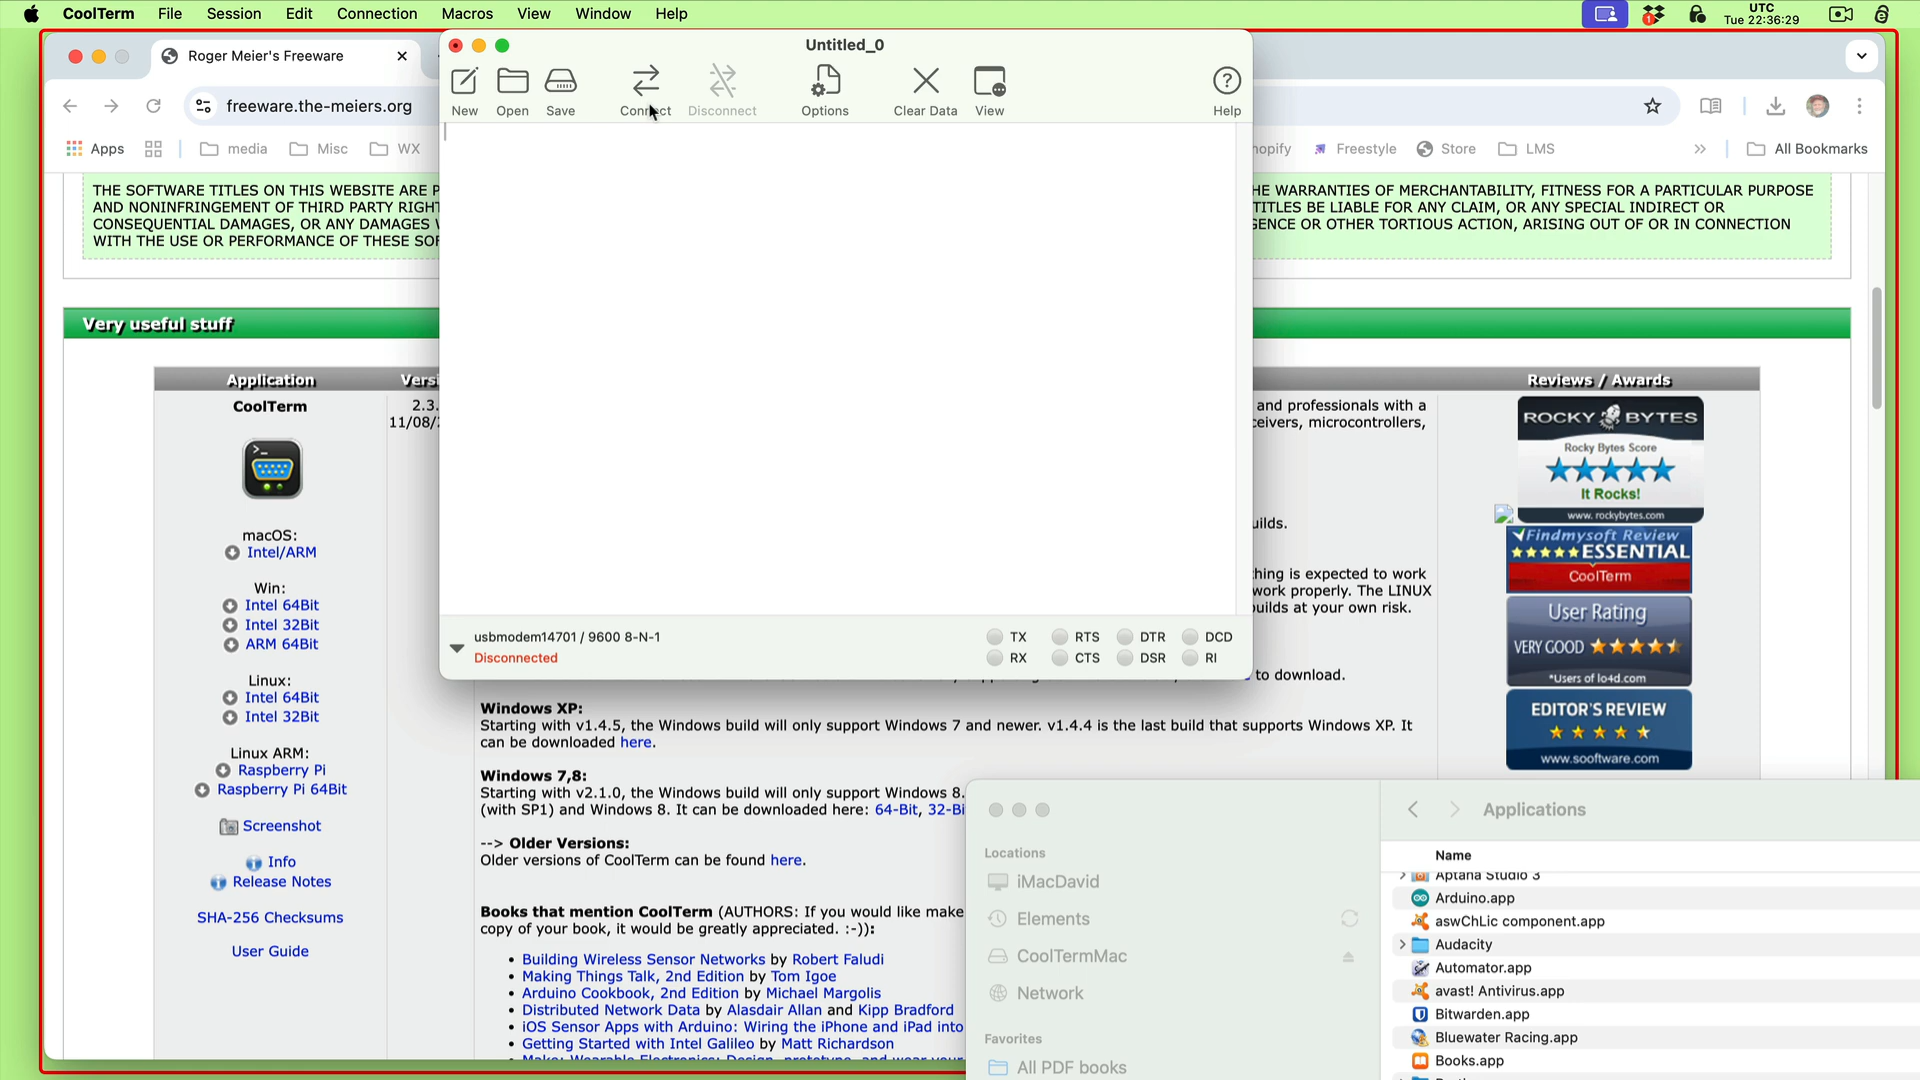 CoolTerm File Session Edit Connection Macros View Window Help
UTC
Tue 22:36:29
Roger Meier's Freeware
freeware.the-meiers.org
Apps
media
Misc
WX
Freestyle
Store
LMS
All Bookmarks
Untitled_0
New
Open
Save
Connect
Disconnect
Options
Clear Data
View
Help
usbmodem14701 / 9600 8-N-1
Disconnected
TX
RTS
DTR
DCD
RX
CTS
DSR
RI
THE SOFTWARE TITLES ON THIS WEBSITE ARE
HE WARRANTIES OF MERCHANTABILITY, FITNESS FOR A PARTICULAR PURPOSE
AND NONINFRINGEMENT OF THIRD PARTY RIGHT
TITLES BE LIABLE FOR ANY CLAIM, OR ANY SPECIAL INDIRECT OR
CONSEQUENTIAL DAMAGES, OR ANY DAMAGES
GENCE OR OTHER TORTIOUS ACTION, ARISING OUT OF OR IN CONNECTION
WITH THE USE OR PERFORMANCE OF THESE
Very useful stuff
Application
Versi
Reviews / Awards
CoolTerm
2.3.
11/08/
macOS:
Intel/ARM
Win:
Intel 64Bit
Intel 32Bit
ARM 64Bit
Linux:
Intel 64Bit
Intel 32Bit
Linux ARM:
Raspberry Pi
Raspberry Pi 64Bit
Screenshot
Info
Release Notes
SHA-256 Checksums
User Guide
and professionals with a
ceivers, microcontrollers,
uilds.
hing is expected to work
work properly. The LINUX
builds at your own risk.
to download.
Windows XP:
Starting with v1.4.5, the Windows build will only support Windows 7 and newer. v1.4.4 is the last build that supports Windows XP. It
can be downloaded here.
Windows 7,8:
Starting with v2.1.0, the Windows build will only support Windows 8.
(with SP1) and Windows 8. It can be downloaded here: 64-Bit, 32-Bi
--> Older Versions:
Older versions of CoolTerm can be found here.
Books that mention CoolTerm (AUTHORS: If you would like make
copy of your book, it would be greatly appreciated. :-)):
• Building Wireless Sensor Networks by Robert Faludi
• Making Things Talk, 2nd Edition by Tom Igoe
• Arduino Cookbook, 2nd Edition by Michael Margolis
• Distributed Network Data by Alasdair Allan and Kipp Bradford
• iOS Sensor Apps with Arduino: Wiring the iPhone and iPad into
• Getting Started with Intel Galileo by Matt Richardson
ROCKY BYTES
Rocky Bytes Score
It Rocks!
www. rockybytes.com
Findmysoft Review
ESSENTIAL
CoolTerm
User Rating
VERY GOOD
*Users of lo4d.com
EDITOR'S REVIEW
www.sooftware.com
Locations
iMacDavid
Elements
CoolTermMac
Network
Favorites
All PDF books
Applications
Name
Aptana Studio 3
Arduino.app
aswChLic component.app
Audacity
Automator.app
avast! Antivirus.app
Bitwarden.app
Bluewater Racing.app
Books.app